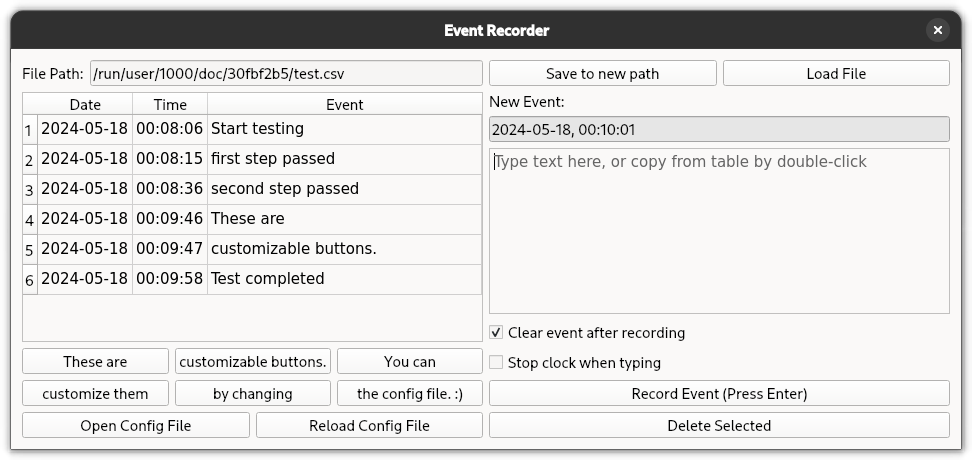 Event Recorder
File Path: /run/user/1000/doc/30fbf2b5/test.csv
Save to new path
Load File
Date Time Event
1 2024-05-18 00:08:06 Start testing
2 2024-05-18 00:08:15 first step passed
3 2024-05-18 00:08:36 second step passed
4 2024-05-18 00:09:46 These are
5 2024-05-18 00:09:47 customizable buttons.
6 2024-05-18 00:09:58 Test completed
New Event:
2024-05-18, 00:10:01
Type text here, or copy from table by double-click
Clear event after recording
Stop clock when typing
These are customizable buttons. You can
customize them by changing the config file. :)
Open Config File Reload Config File
Record Event (Press Enter)
Delete Selected